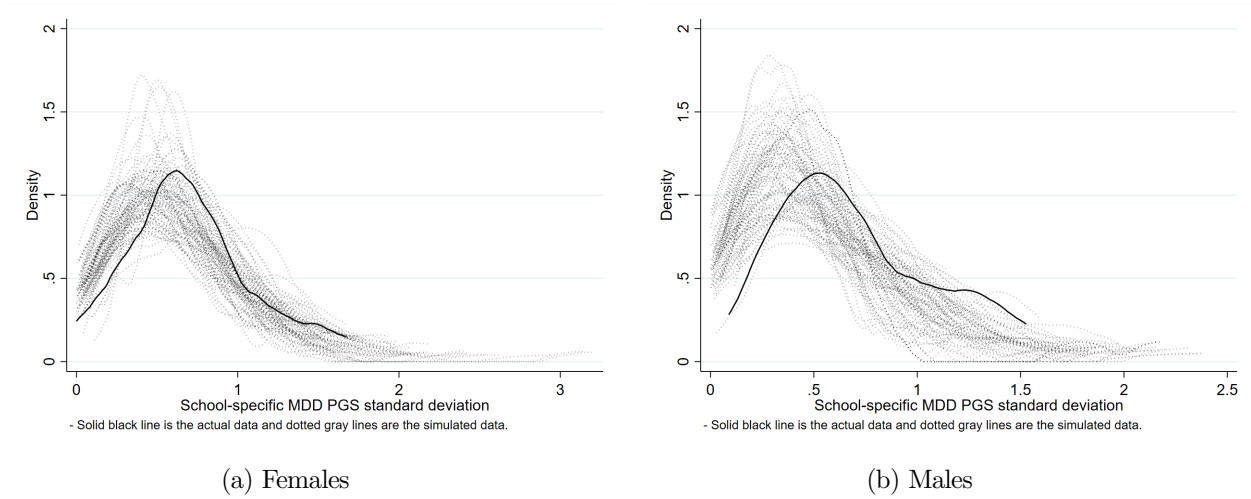 2
1.5
1
.5
0
Density
0 1 2 3
School-specific MDD PGS standard deviation
- Solid black line is the actual data and dotted gray lines are the simulated data.
(a) Females
2
1.5
1
.5
0
Density
0 .5 1 1.5 2 2.5
School-specific MDD PGS standard deviation
- Solid black line is the actual data and dotted gray lines are the simulated data.
(b) Males